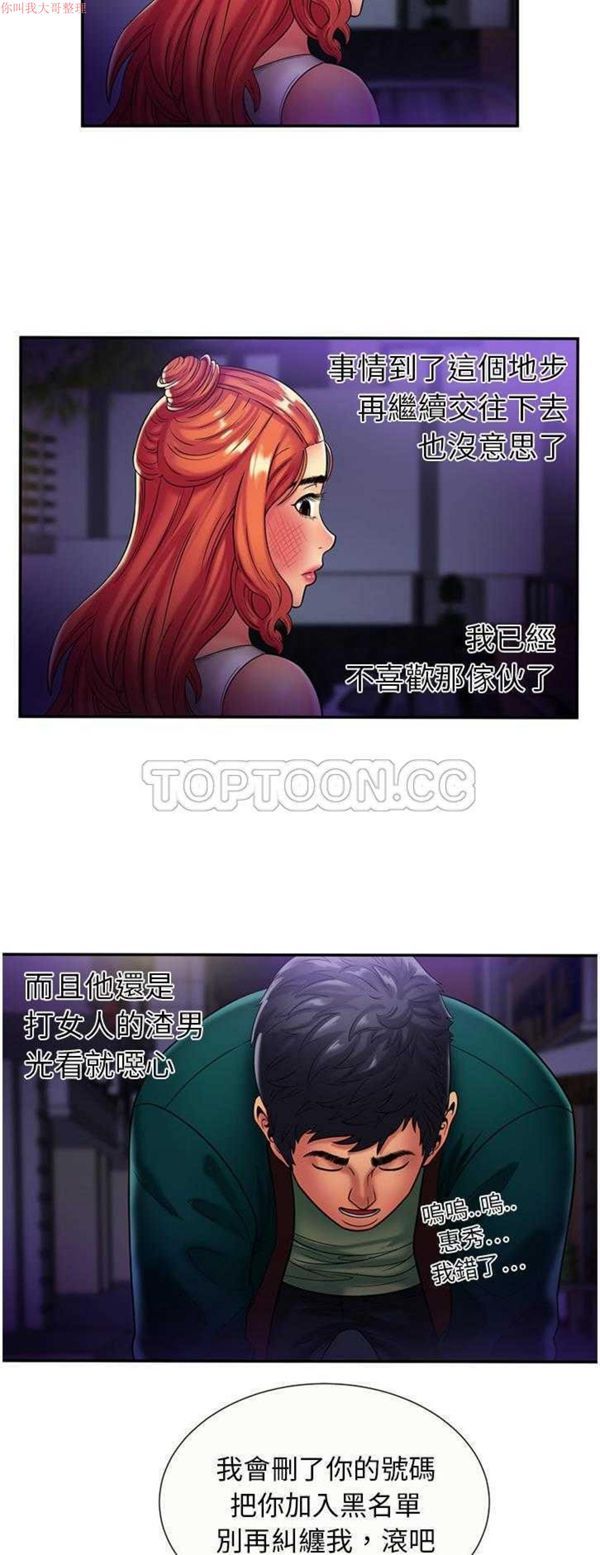 你叫我大哥整理
事情到了這個地步
再繼續交往下去
也沒意思了
我已經
不喜歡那傢伙了
TOPTOON.CC
而且他還是
打女人的渣男
光看就噁心
嗚嗚..嗚..
惠秀...
我錯了...
我會刪了你的號碼
把你加入黑名單
別再糾纏我，滾吧